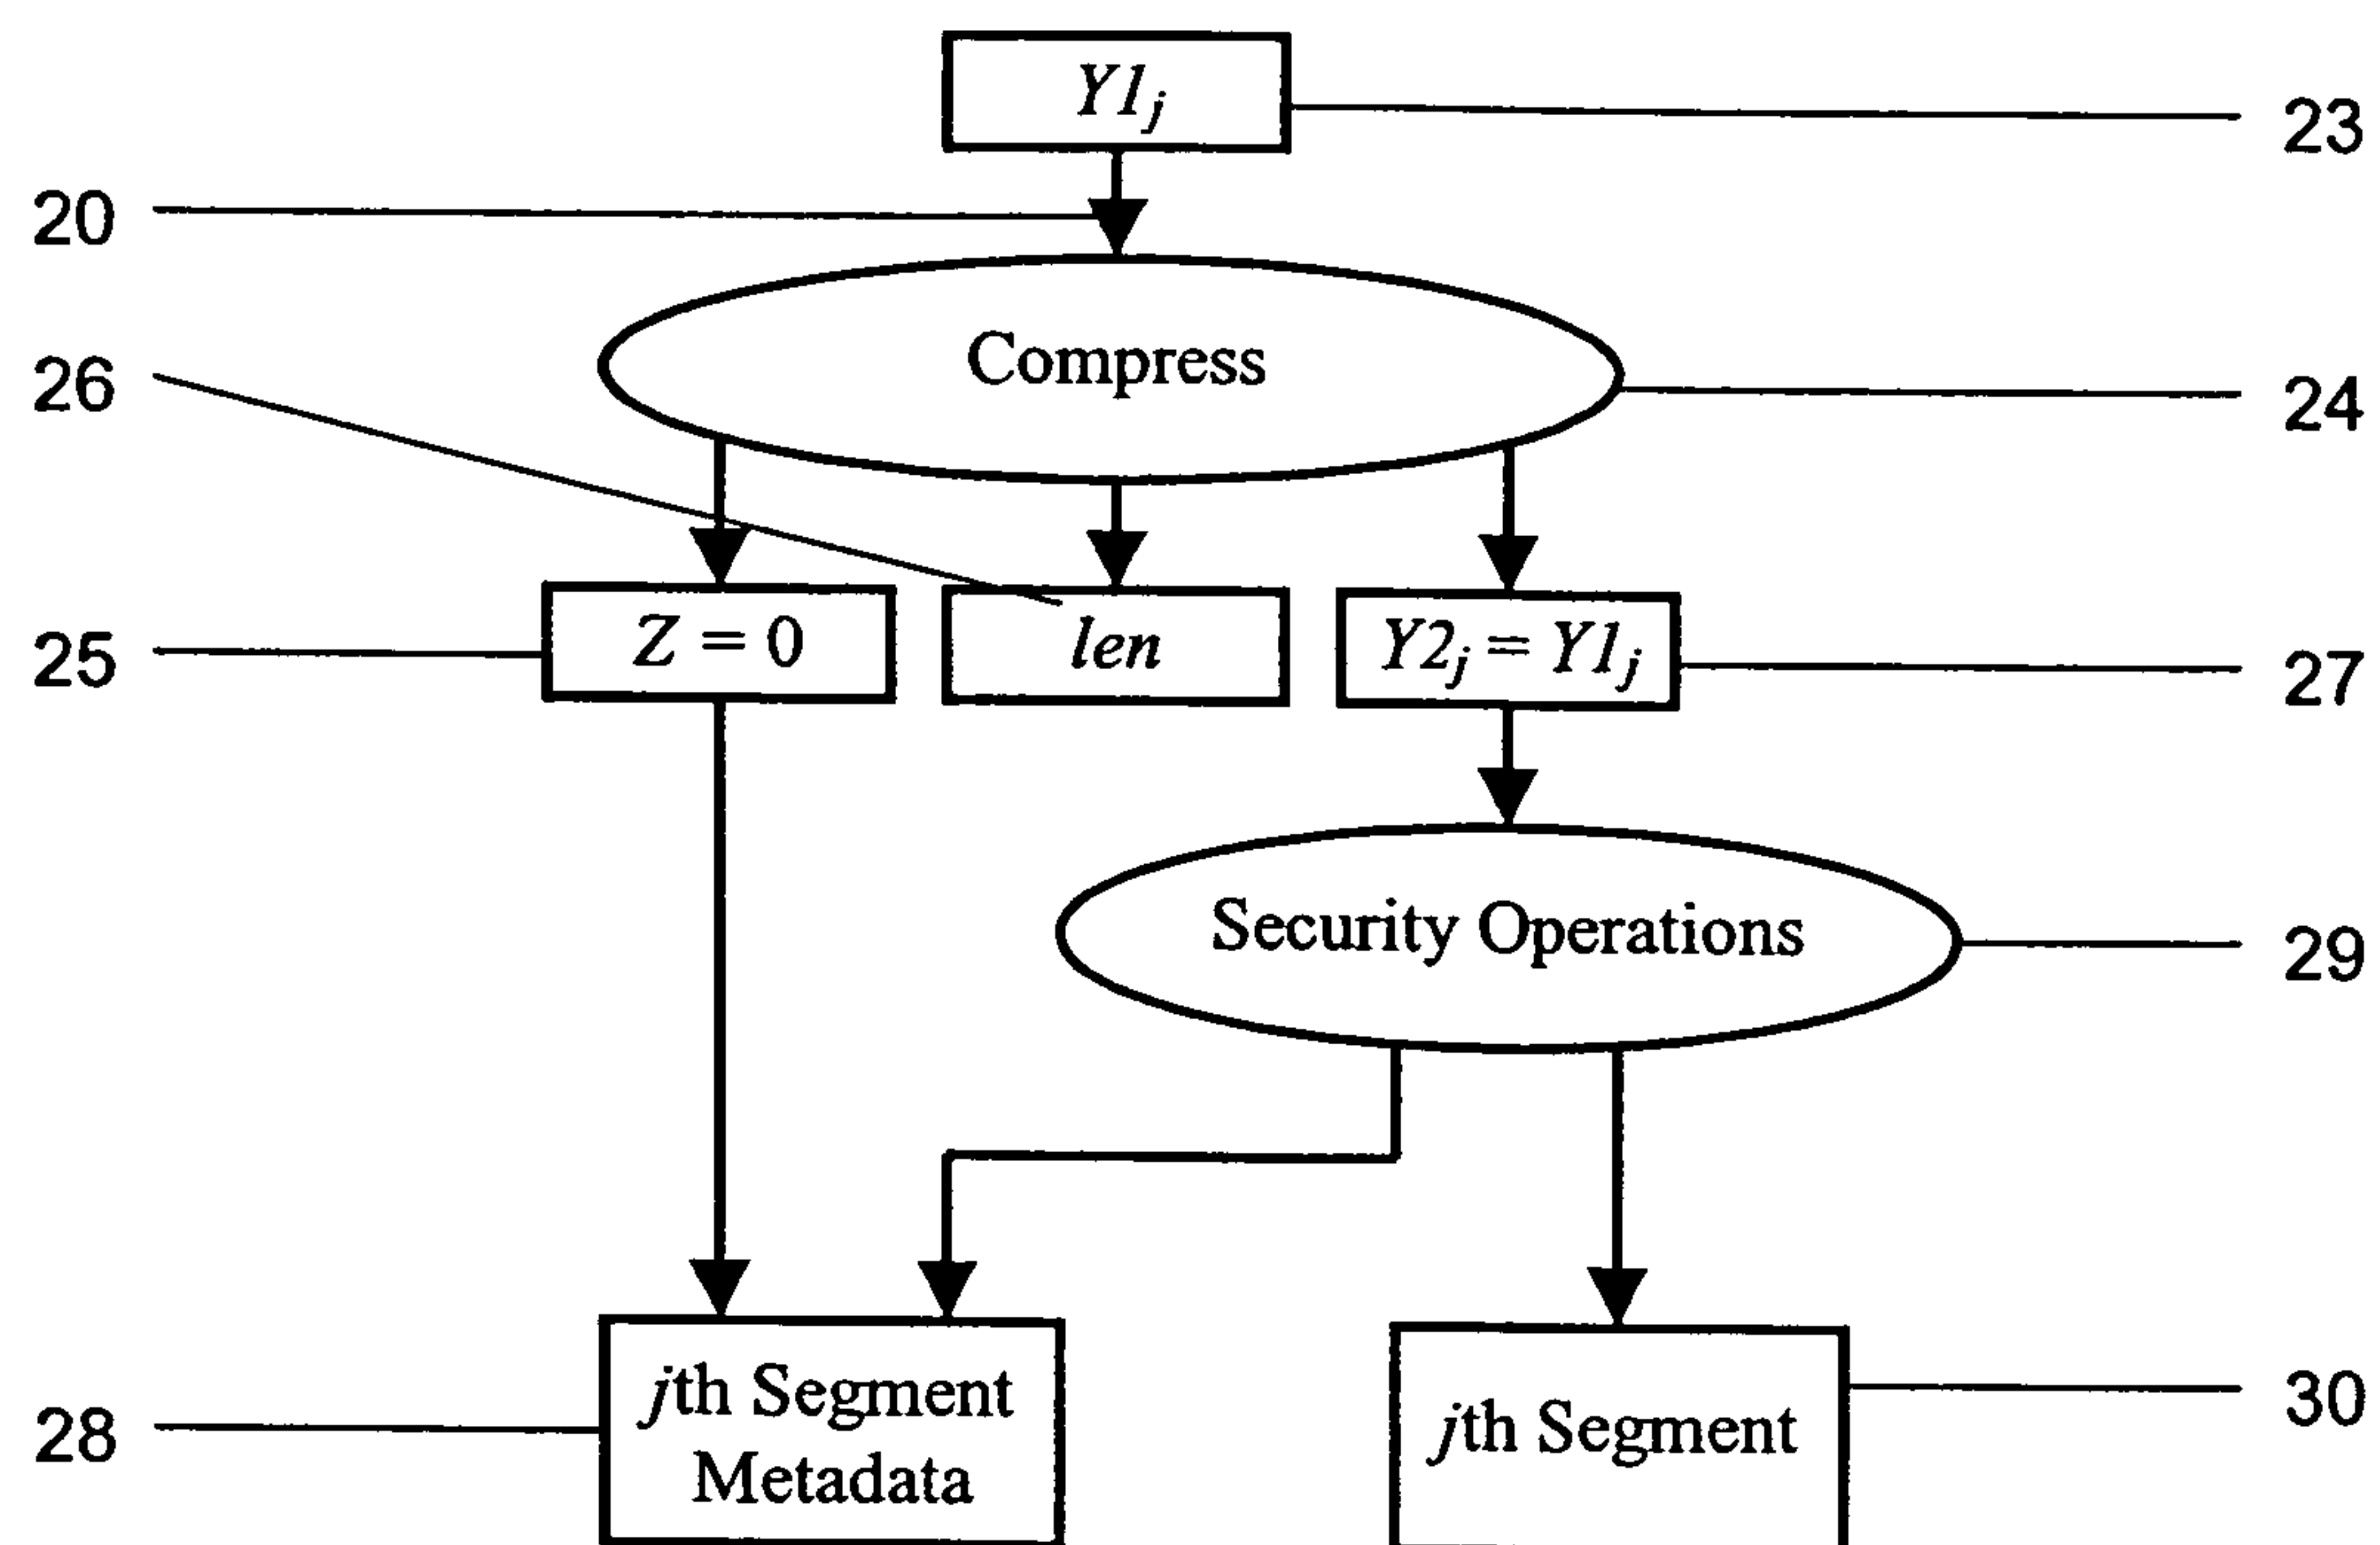 Y1j
23
20
Compress
26
24
Z = 0
len
Y2j = Y1j
25
27
Security Operations
29
jth Segment
Metadata
jth Segment
30
28